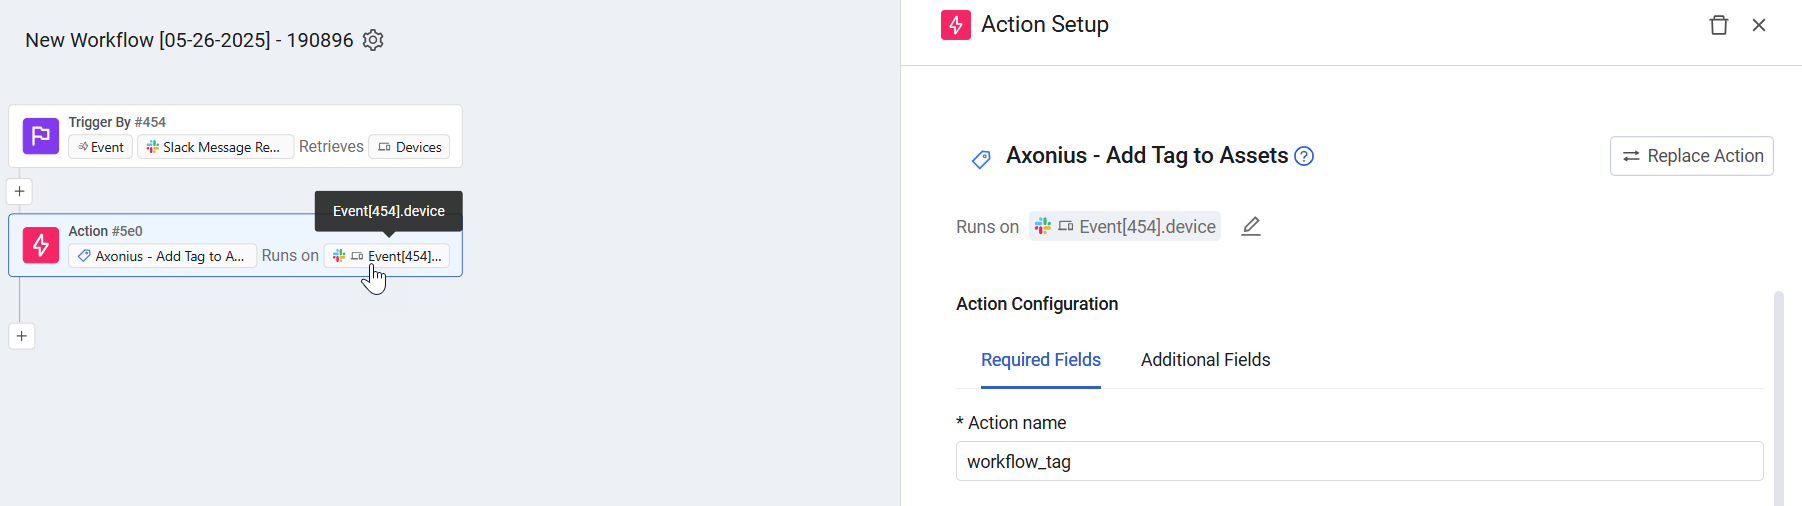 New Workflow [05-26-2025] - 190896
Trigger By #454
Event Slack Message Re... Retrieves Devices
+
Event[454].device
Action #5e0
Axonius - Add Tag to A... Runs on Event[454]...
+
Action Setup
Axonius - Add Tag to Assets ?
Replace Action
Runs on Event[454].device
Action Configuration
Required Fields Additional Fields
* Action name
workflow_tag